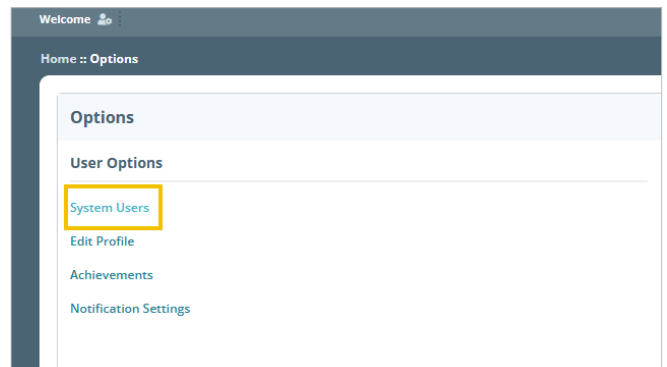 Welcome
Home :: Options
Options
User Options
System Users
Edit Profile
Achievements
Notification Settings